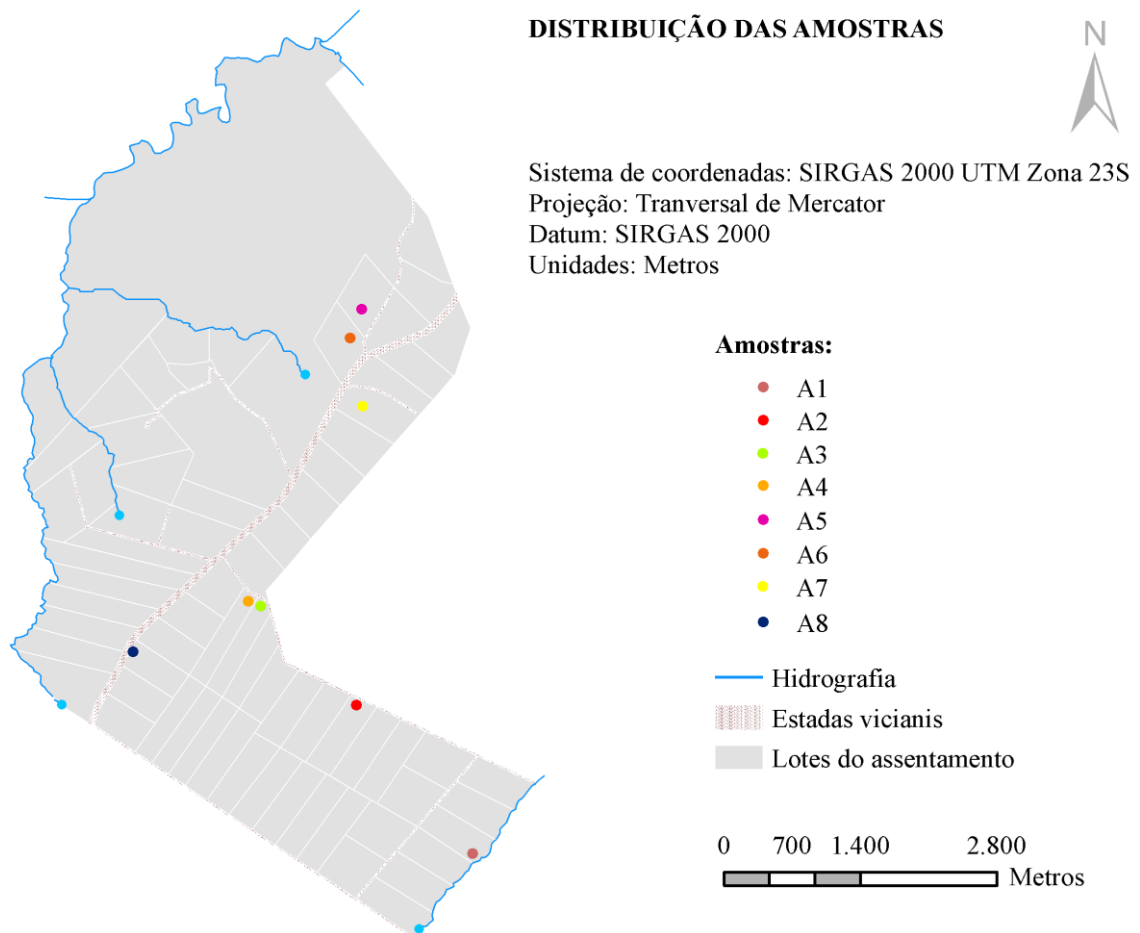 DISTRIBUIÇÃO DAS AMOSTRAS
N
Sistema de coordenadas: SIRGAS 2000 UTM Zona 23S
Projeção: Tranversal de Mercator
Datum: SIRGAS 2000
Unidades: Metros
Amostras:
A1
A2
A3
A4
A5
A6
A7
A8
Hidrografia
Estadas vicianis
Lotes do assentamento
0 700 1.400 2.800
Metros